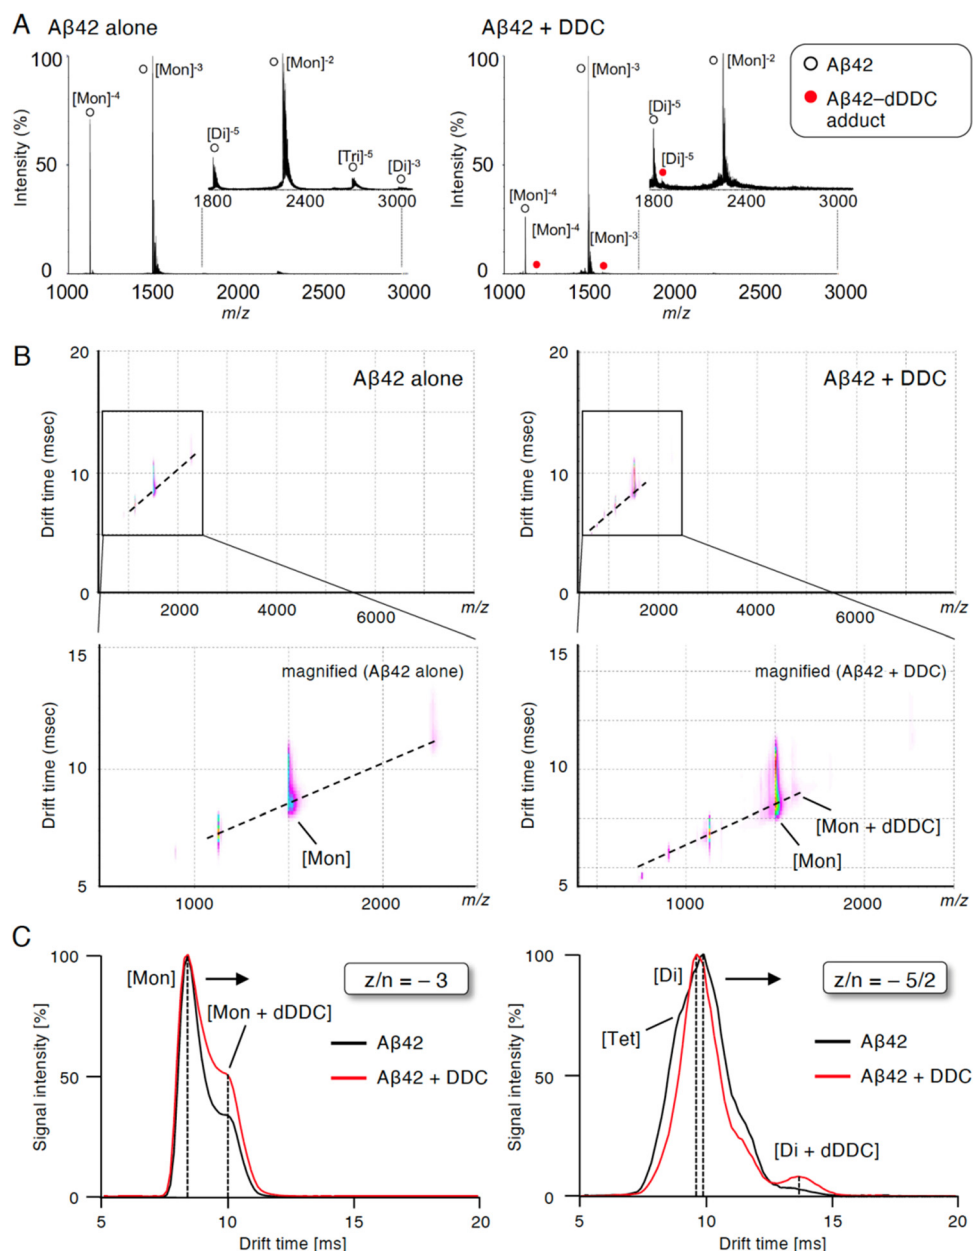 A
Aβ42 alone
Aβ42 + DDC
Aβ42
Aβ42–dDDC
adduct
Intensity (%)
100
50
0
[Mon]-4
[Mon]-3
[Di]-5
[Mon]-2
[Tri]-5
[Di]-3
1800
2400
3000
1000
1500
2000
2500
3000
m/z
Intensity (%)
100
50
0
[Mon]-4
[Mon]-4
[Mon]-3
[Mon]-3
[Di]-5
[Di]-5
[Mon]-2
1800
2400
3000
1000
1500
2000
2500
3000
m/z
B
Drift time (msec)
20
10
0
Aβ42 alone
2000
4000
6000
m/z
Drift time (msec)
20
10
0
Aβ42 + DDC
2000
4000
6000
m/z
Drift time (msec)
15
10
5
magnified (Aβ42 alone)
[Mon]
1000
2000
m/z
Drift time (msec)
15
10
5
magnified (Aβ42 + DDC)
[Mon + dDDC]
[Mon]
1000
2000
m/z
C
Signal intensity [%]
100
50
0
[Mon]
z/n = – 3
[Mon + dDDC]
Aβ42
Aβ42 + DDC
5
10
15
20
Drift time [ms]
Signal intensity [%]
100
50
0
[Di]
z/n = – 5/2
[Tet]
Aβ42
Aβ42 + DDC
[Di + dDDC]
5
10
15
20
Drift time [ms]